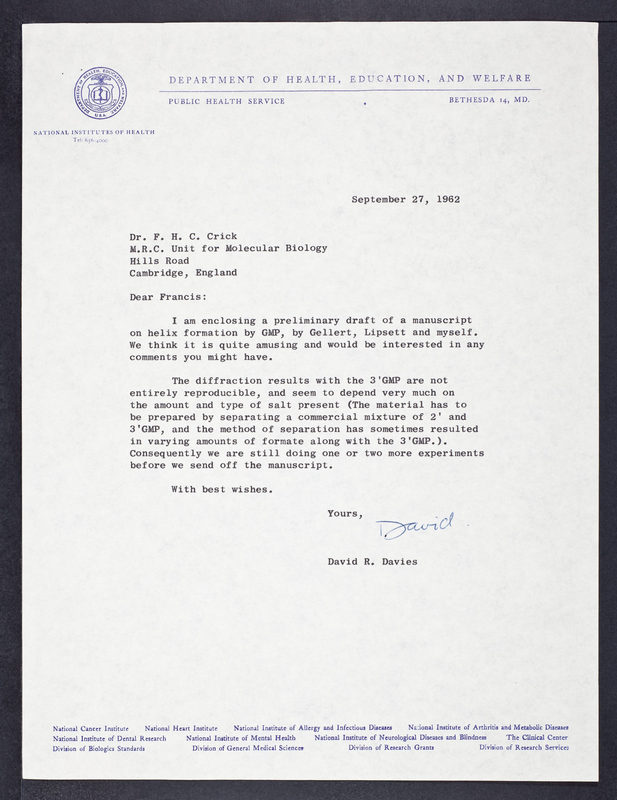 DEPARTMENT OF HEALTH, EDUCATION, AND WELFARE
PUBLIC HEALTH SERVICE BETHESDA 14, MD.
DEPARTMENT OF HEALTH, EDUCATION, AND WELFARE
USA
NATIONAL INSTITUTES OF HEALTH
Tel: 656-4000
September 27, 1962
Dr. F. H. C. Crick
M.R.C. Unit for Molecular Biology
Hills Road
Cambridge, England
Dear Francis:
I am enclosing a preliminary draft of a manuscript
on helix formation by GMP, by Gellert, Lipsett and myself.
We think it is quite amusing and would be interested in any
comments you might have.
The diffraction results with the 3'GMP are not
entirely reproducible, and seem to depend very much on
the amount and type of salt present (The material has to
be prepared by separating a commercial mixture of 2' and
3'GMP, and the method of separation has sometimes resulted
in varying amounts of formate along with the 3'GMP.).
Consequently we are still doing one or two more experiments
before we send off the manuscript.
With best wishes.
Yours,
David
David R. Davies
National Cancer Institute National Heart Institute National Institute of Allergy and Infectious Diseases National Institute of Arthritis and Metabolic Diseases
National Institute of Dental Research National Institute of Mental Health National Institute of Neurological Diseases and Blindness The Clinical Center
Division of Biologics Standards Division of General Medical Sciences Division of Research Grants Division of Research Services